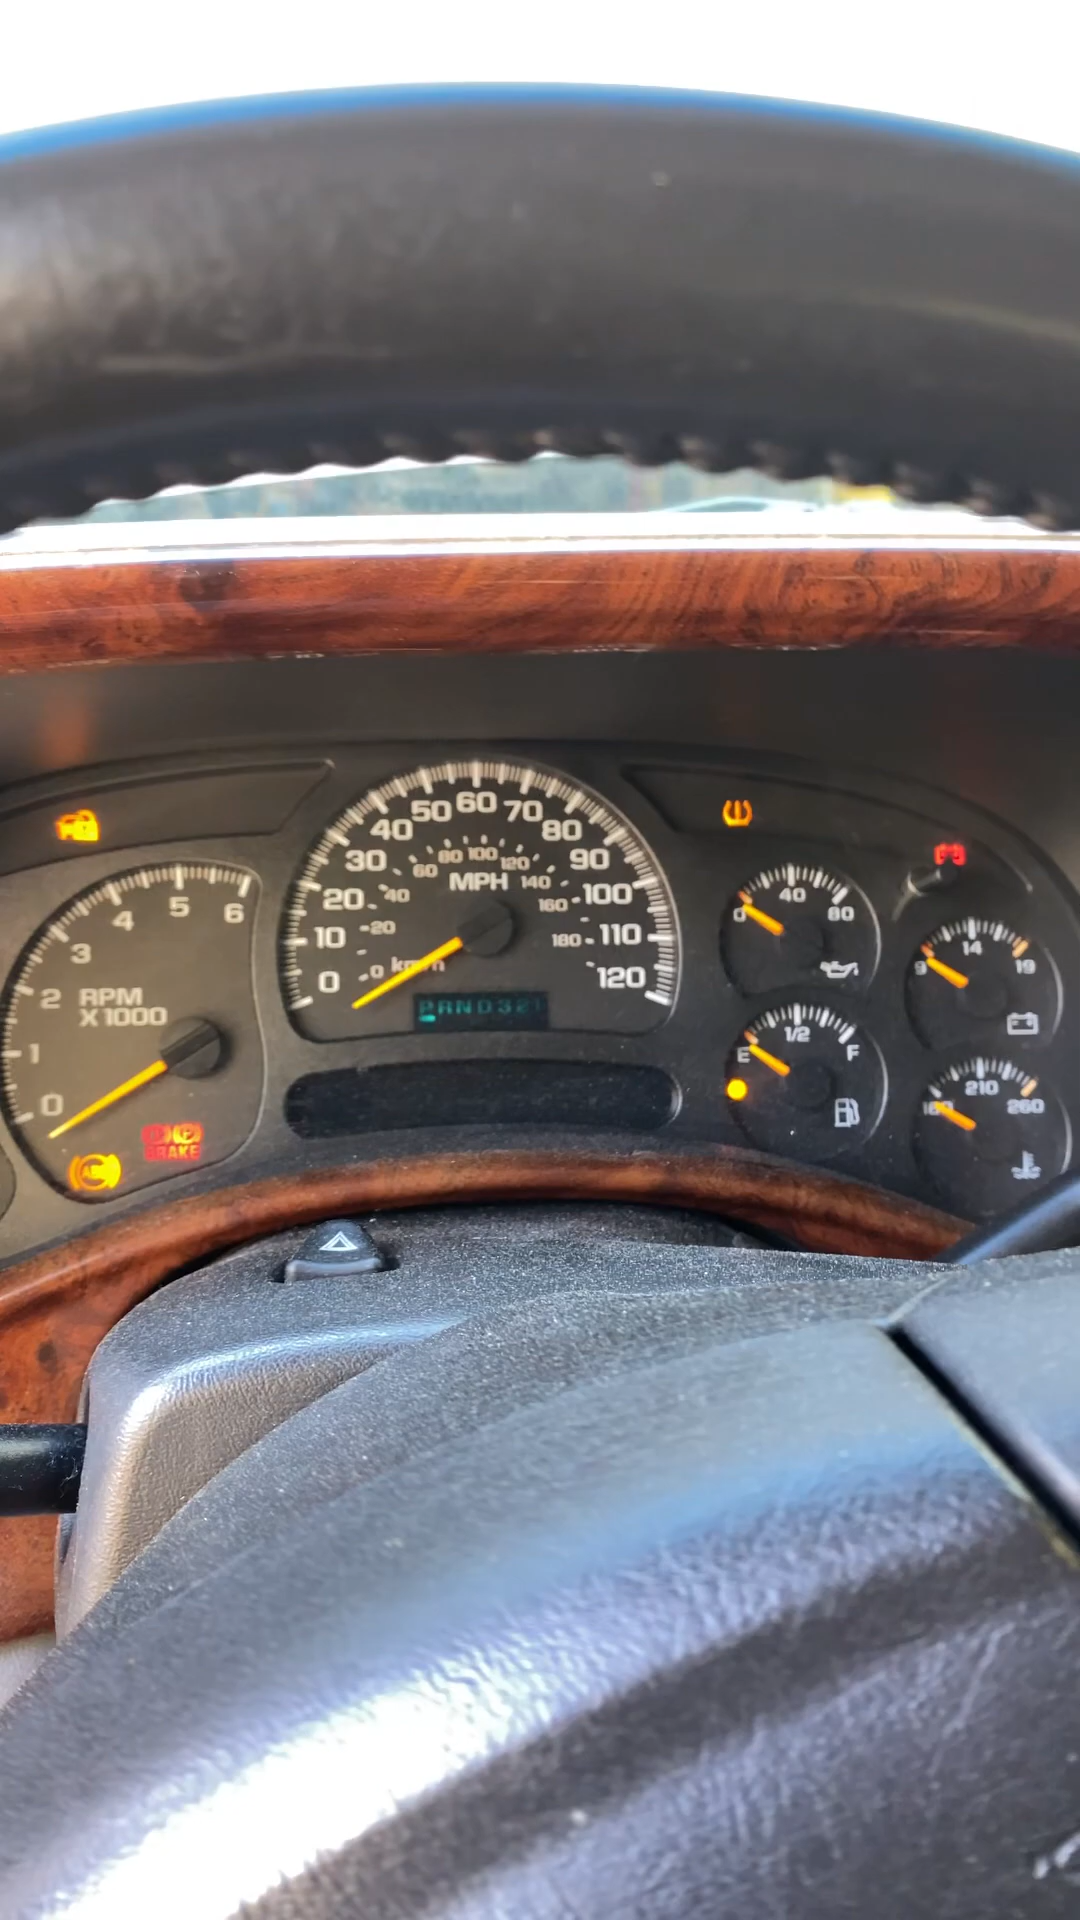 60
50 70
40 80
30 80 100 120 90
60 MPH 140
20 40 160 100
10 20 180 110
0 0 km/h 120
PRND321
4 5 6
3
2 RPM
X1000
1
0
BRAKE
ABS
0 40 80
9 14 19
E 1/2 F
210 260